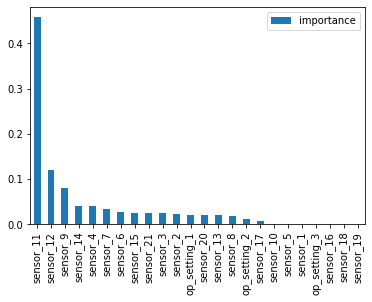 importance
0.4
0.3
0.2
0.1
0.0
sensor_11
sensor_12
sensor_9
sensor_14
sensor_4
sensor_7
sensor_6
sensor_15
sensor_21
sensor_3
sensor_2
op_setting_1
sensor_20
sensor_13
sensor_8
op_setting_2
sensor_17
sensor_10
sensor_5
sensor_1
op_setting_3
sensor_16
sensor_18
sensor_19